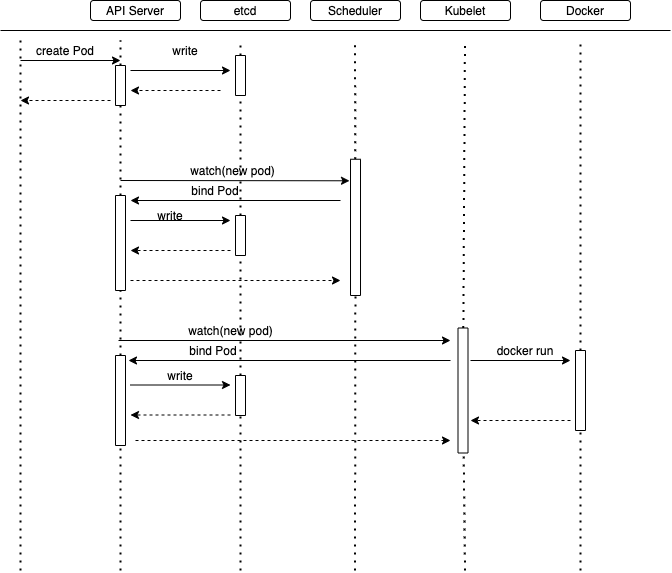 API Server
etcd
Scheduler
Kubelet
Docker
create Pod
write
watch(new pod)
bind Pod
write
watch(new pod)
bind Pod
docker run
write